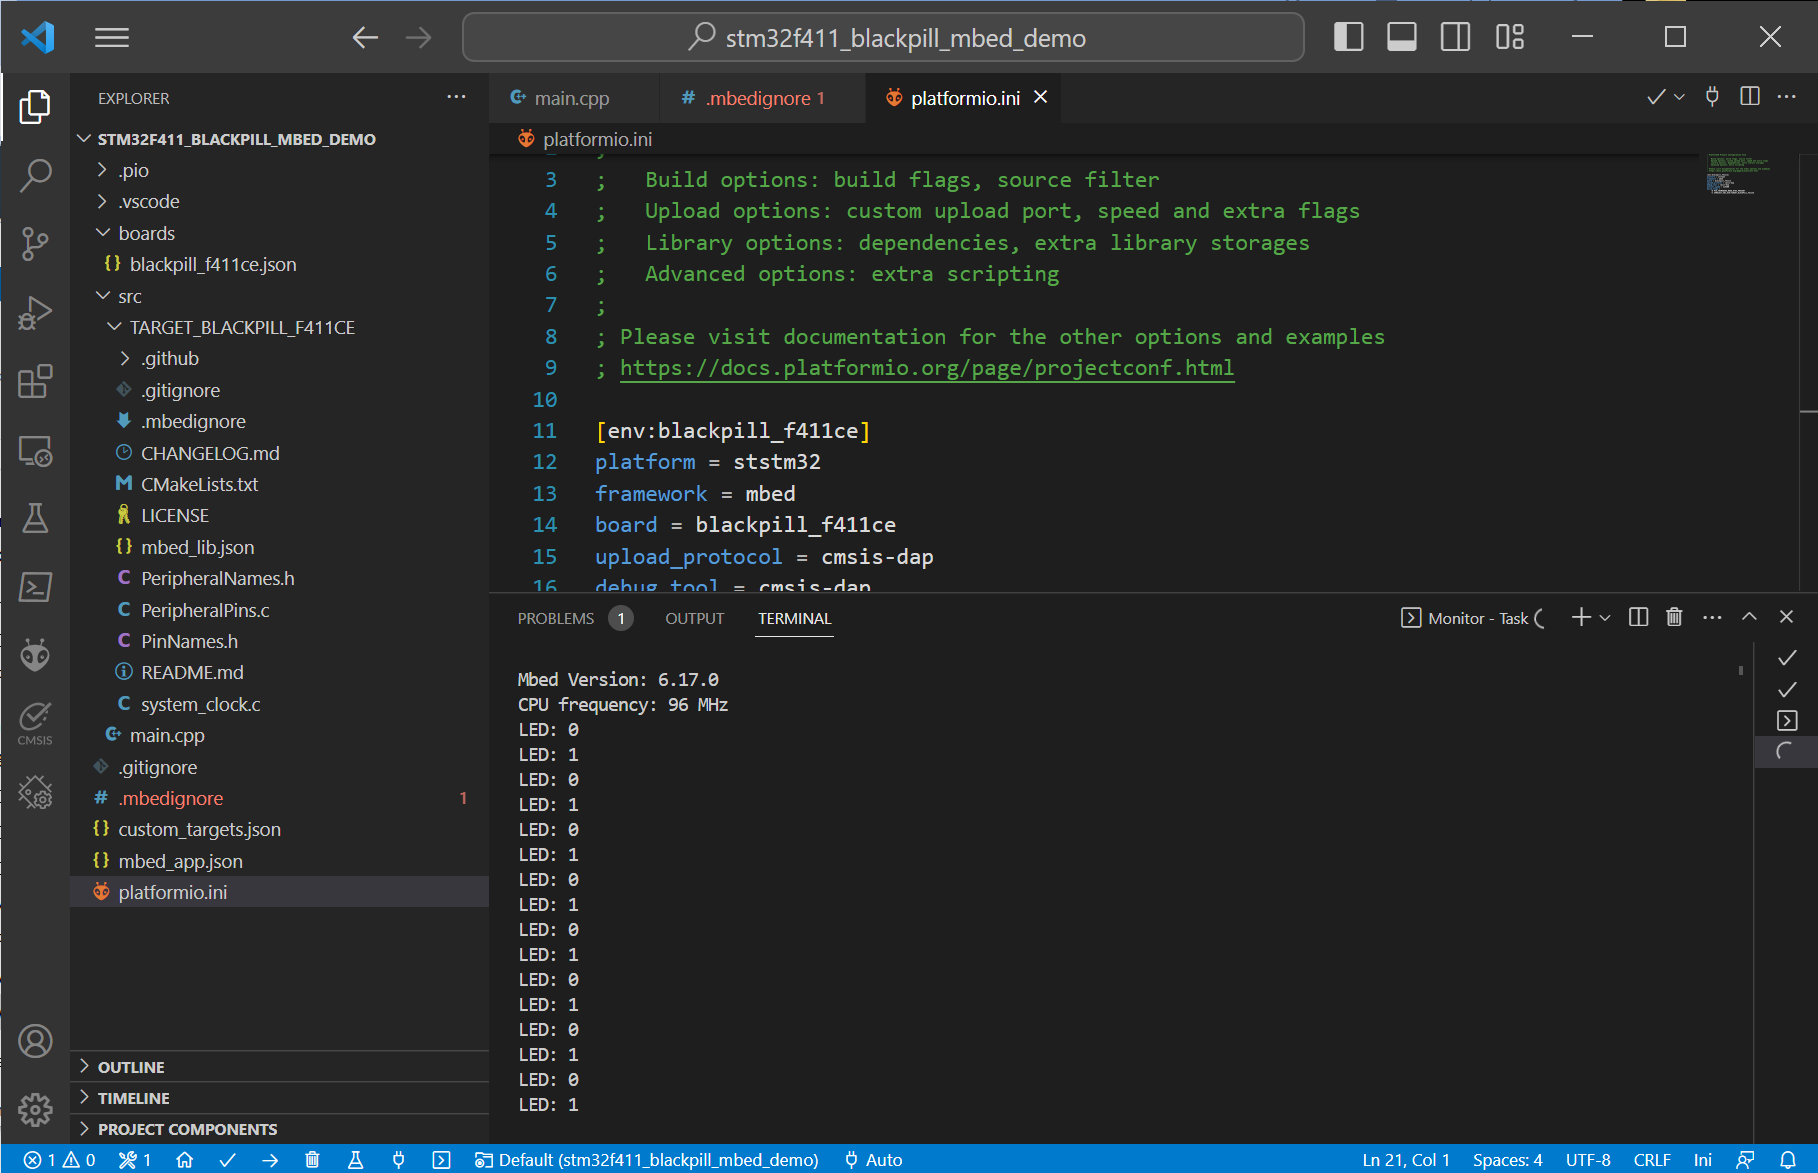 stm32f411_blackpill_mbed_demo
EXPLORER
STM32F411_BLACKPILL_MBED_DEMO
.pio
.vscode
boards
{} blackpill_f411ce.json
src
TARGET_BLACKPILL_F411CE
.github
.gitignore
.mbedignore
CHANGELOG.md
M CMakeLists.txt
LICENSE
{} mbed_lib.json
C PeripheralNames.h
C PeripheralPins.c
C PinNames.h
README.md
C system_clock.c
main.cpp
.gitignore
# .mbedignore 1
{} custom_targets.json
{} mbed_app.json
platformio.ini
OUTLINE
TIMELINE
PROJECT COMPONENTS
CMSIS
main.cpp
# .mbedignore 1
platformio.ini
platformio.ini
3 ; Build options: build flags, source filter
4 ; Upload options: custom upload port, speed and extra flags
5 ; Library options: dependencies, extra library storages
6 ; Advanced options: extra scripting
7 ;
8 ; Please visit documentation for the other options and examples
9 ; https://docs.platformio.org/page/projectconf.html
10
11 [env:blackpill_f411ce]
12 platform = ststm32
13 framework = mbed
14 board = blackpill_f411ce
15 upload_protocol = cmsis-dap
16 debug_tool = cmsis-dap
PROBLEMS 1 OUTPUT TERMINAL
Monitor - Task
Mbed Version: 6.17.0
CPU frequency: 96 MHz
LED: 0
LED: 1
LED: 0
LED: 1
LED: 0
LED: 1
LED: 0
LED: 1
LED: 0
LED: 1
LED: 0
LED: 1
LED: 0
LED: 1
LED: 0
LED: 1
1 0 1 Default (stm32f411_blackpill_mbed_demo) Auto Ln 21, Col 1 Spaces: 4 UTF-8 CRLF Ini